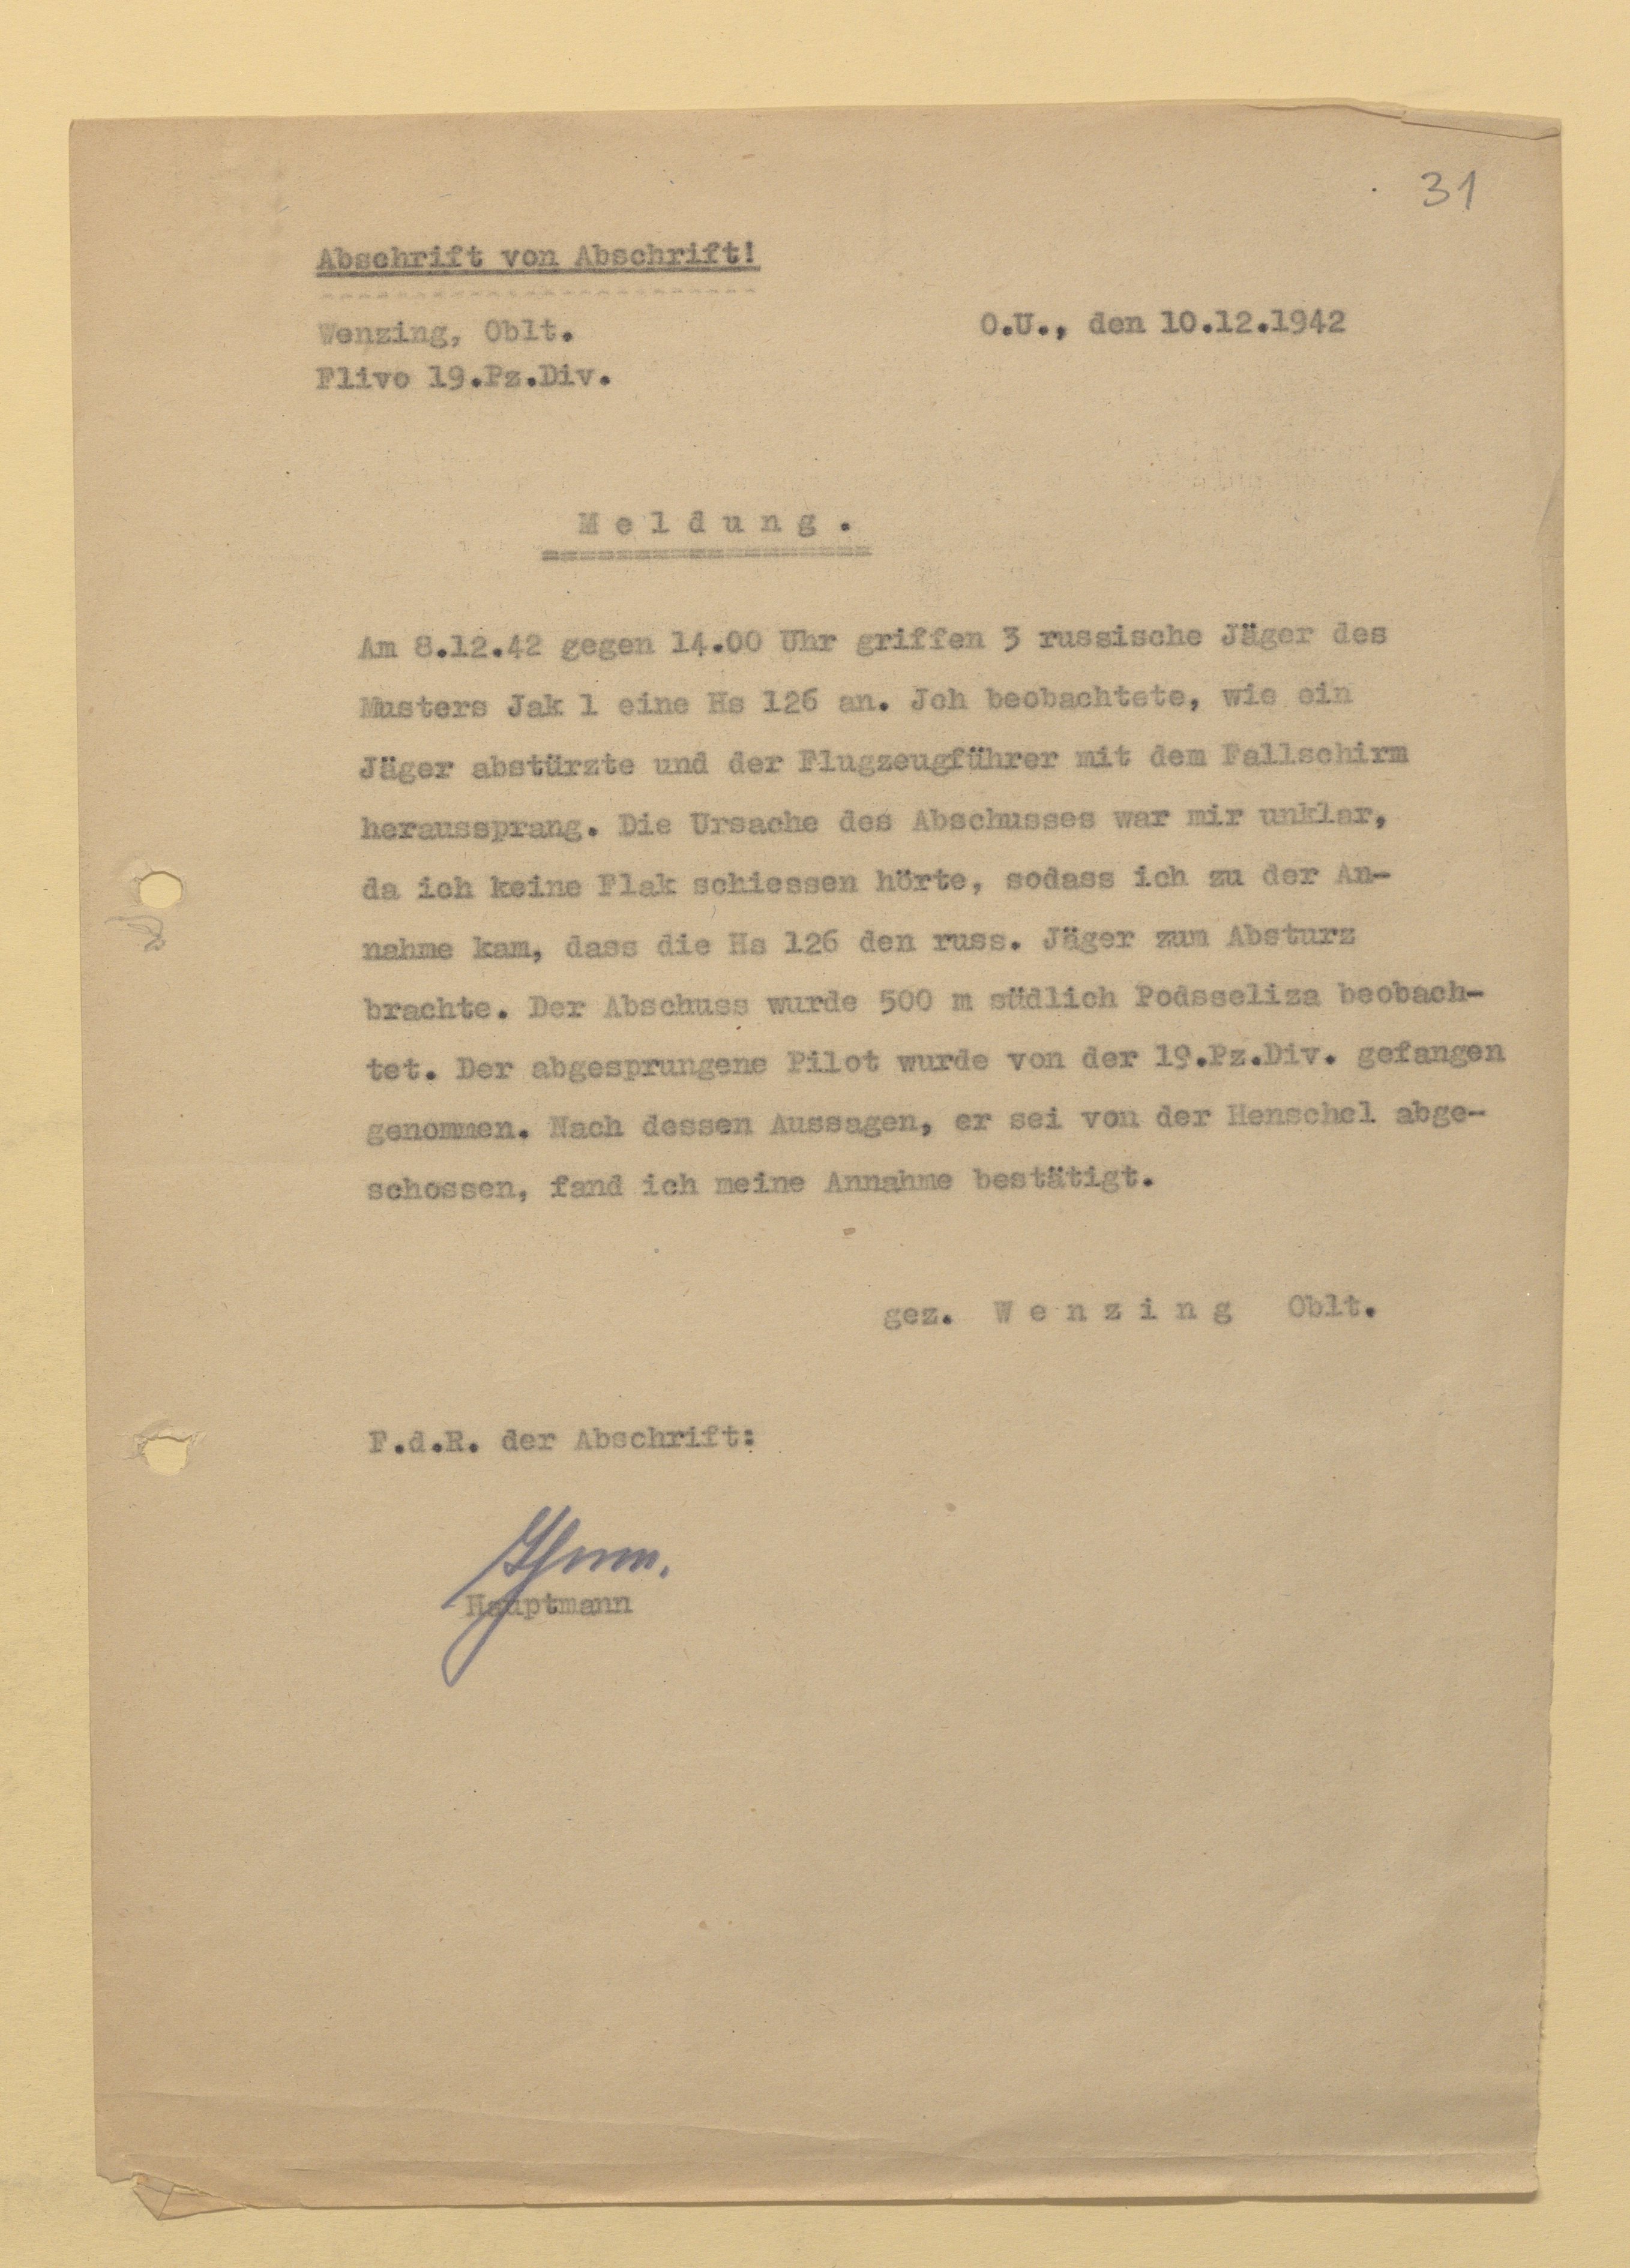 31
Abschrift von Abschrift!
Wenzing, Oblt.
O.U., den 10.12.1942
Flivo 19.Pz.Div.
Meldung.
Am 8.12.42 gegen 14.00 Uhr griffen 3 russische Jäger des
Musters Jak 1 eine Hs 126 an. Jch beobachtete, wie ein
Jäger abstürzte und der Flugzeugführer mit dem Fallschirm
heraussprang. Die Ursache des Abschusses war mir unklar,
da ich keine Flak schiessen hörte, sodass ich zu der An-
nahme kam, dass die Hs 126 den russ. Jäger zum Absturz
brachte. Der Abschuss wurde 500 m südlich Podsseliza beobach-
tet. Der abgesprungene Pilot wurde von der 19.Pz.Div. gefangen
genommen. Nach dessen Aussagen, er sei von der Henschel abge-
schossen, fand ich meine Annahme bestätigt.
gez. Wenzing Oblt.
F.d.R. der Abschrift:
Hauptmann